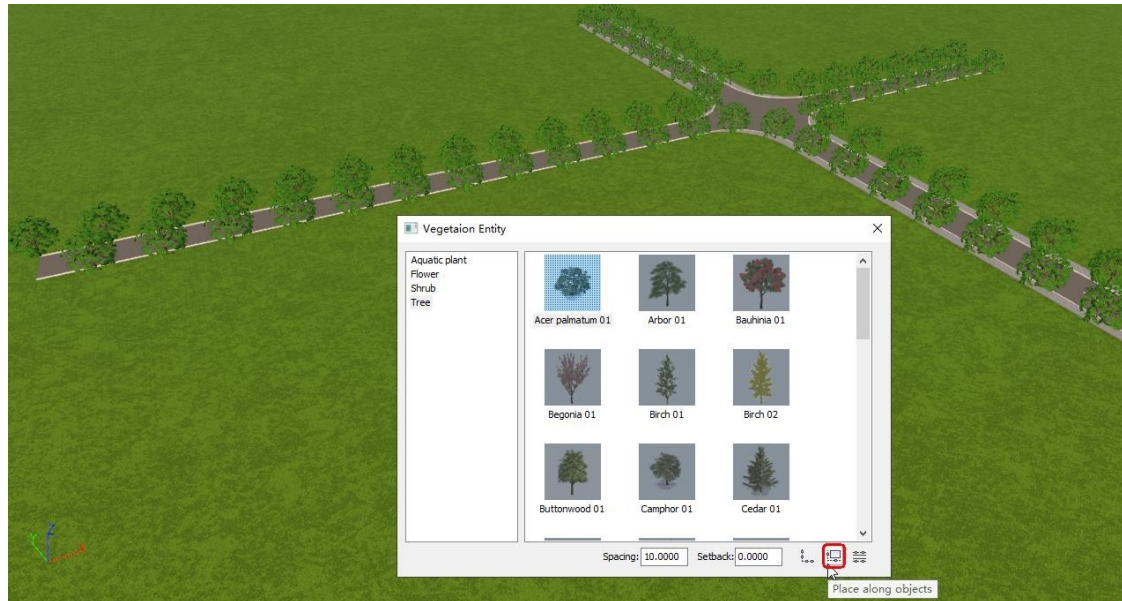 Vegetaion Entity
Aquatic plant
Flower
Shrub
Tree
Acer palmatum 01 Arbor 01 Bauhinia 01
Begonia 01 Birch 01 Birch 02
Buttonwood 01 Camphor 01 Cedar 01
Spacing: 10.0000 Setback: 0.0000
Place along objects